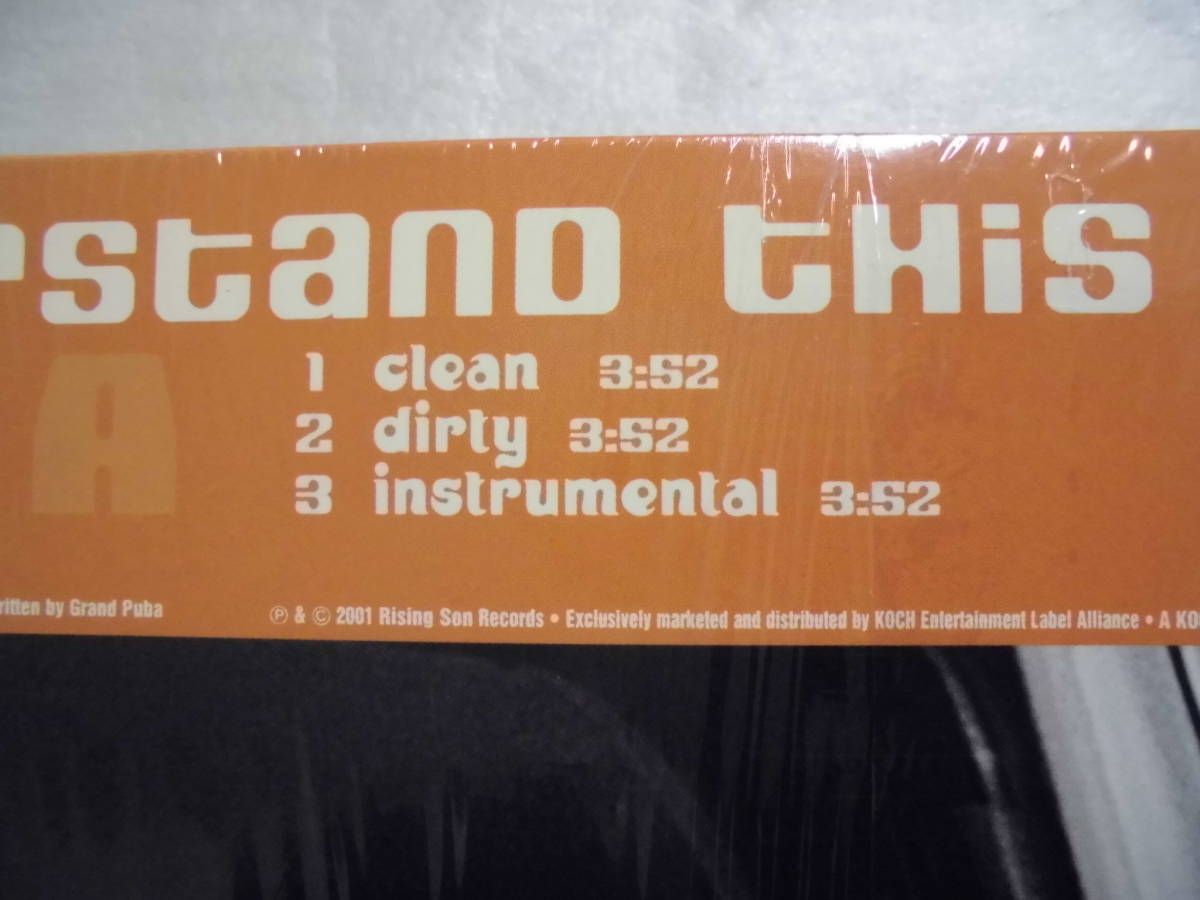 rstand this
A
1 clean 3:52
2 dirty 3:52
3 instrumental 3:52
ritten by Grand Puba
℗ & © 2001 Rising Son Records • Exclusively marketed and distributed by KOCH Entertainment Label Alliance • A KO